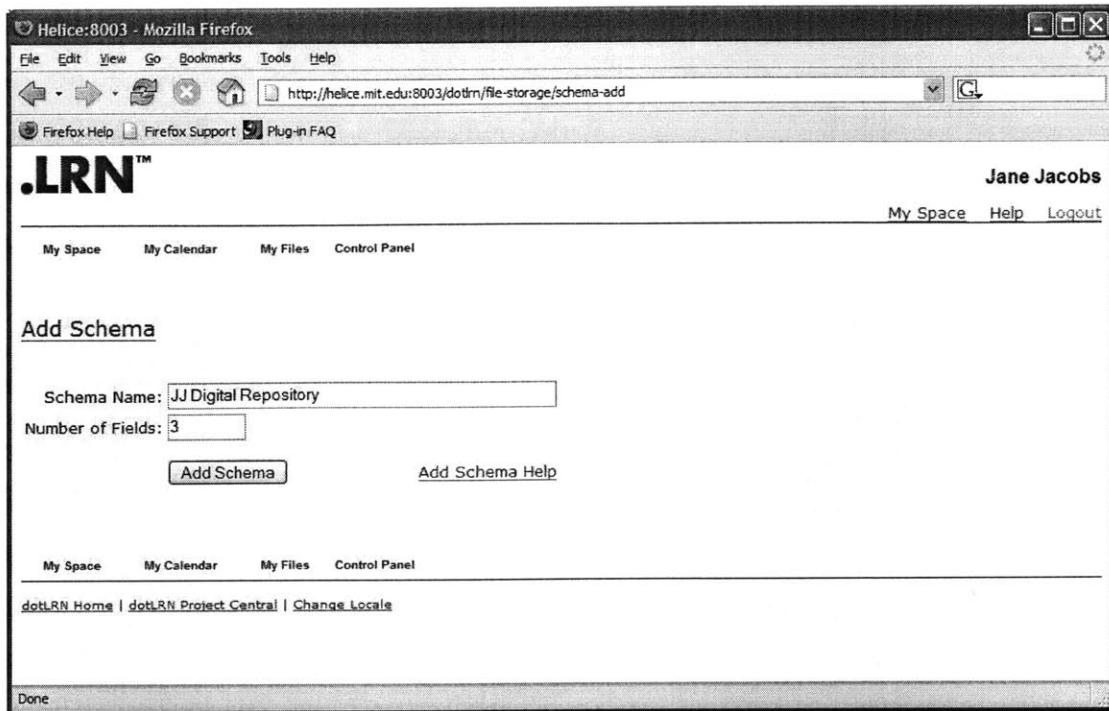 Helice:8003 - Mozilla Firefox
File Edit View Go Bookmarks Tools Help
http://helice.mit.edu:8003/dotlrn/file-storage/schema-add
G
Firefox Help Firefox Support Plug-in FAQ
.LRN™
Jane Jacobs
My Space Help Logout
My Space My Calendar My Files Control Panel
Add Schema
Schema Name: JJ Digital Repository
Number of Fields: 3
Add Schema Add Schema Help
My Space My Calendar My Files Control Panel
dotLRN Home | dotLRN Project Central | Change Locale
Done